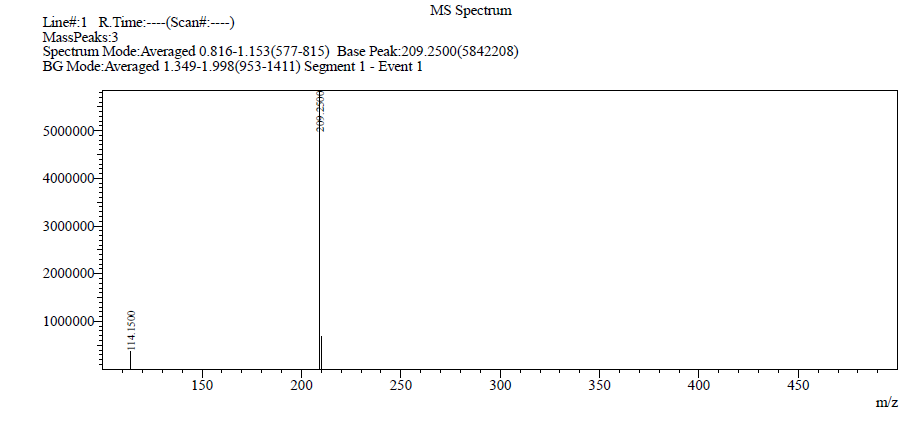 MS Spectrum
Line#:1 R.Time:----(Scan#:----)
MassPeaks:3
Spectrum Mode:Averaged 0.816-1.153(577-815) Base Peak:209.2500(5842208)
BG Mode:Averaged 1.349-1.998(953-1411) Segment 1 - Event 1
209.2500
5000000
4000000
3000000
2000000
1000000
114.1500
150 200 250 300 350 400 450
m/z